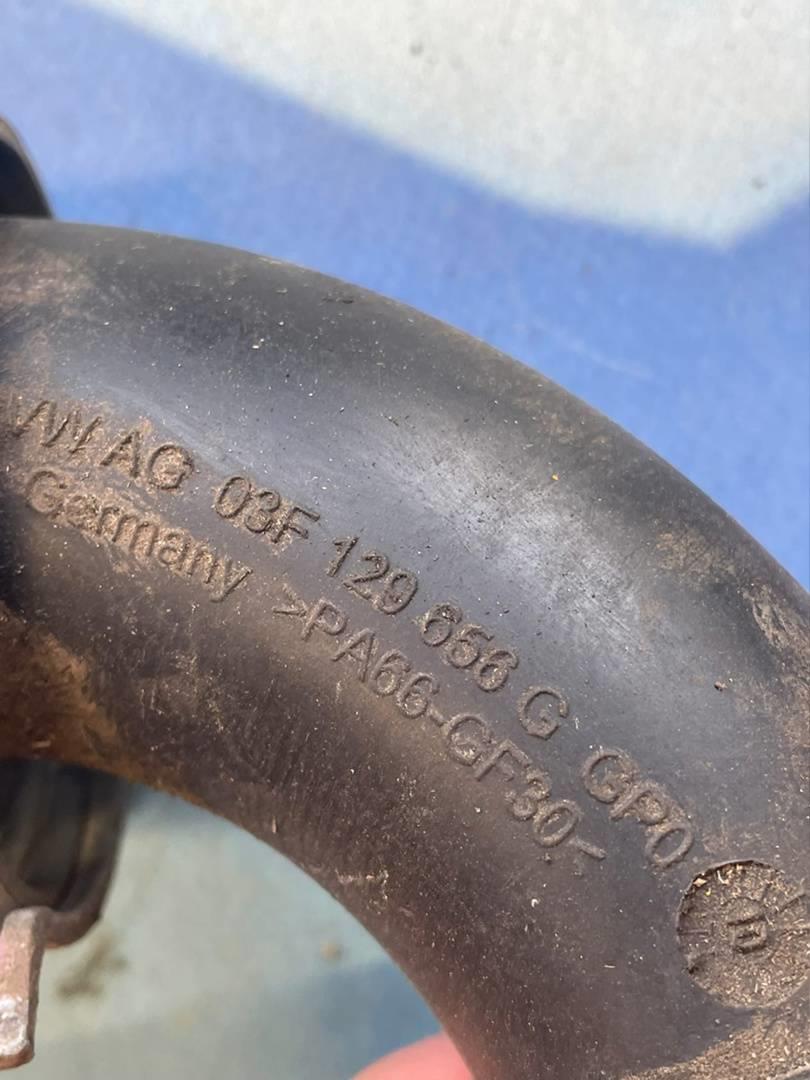 VW AG 03F 129 656 G GP0
Germany >PA66-GF30<